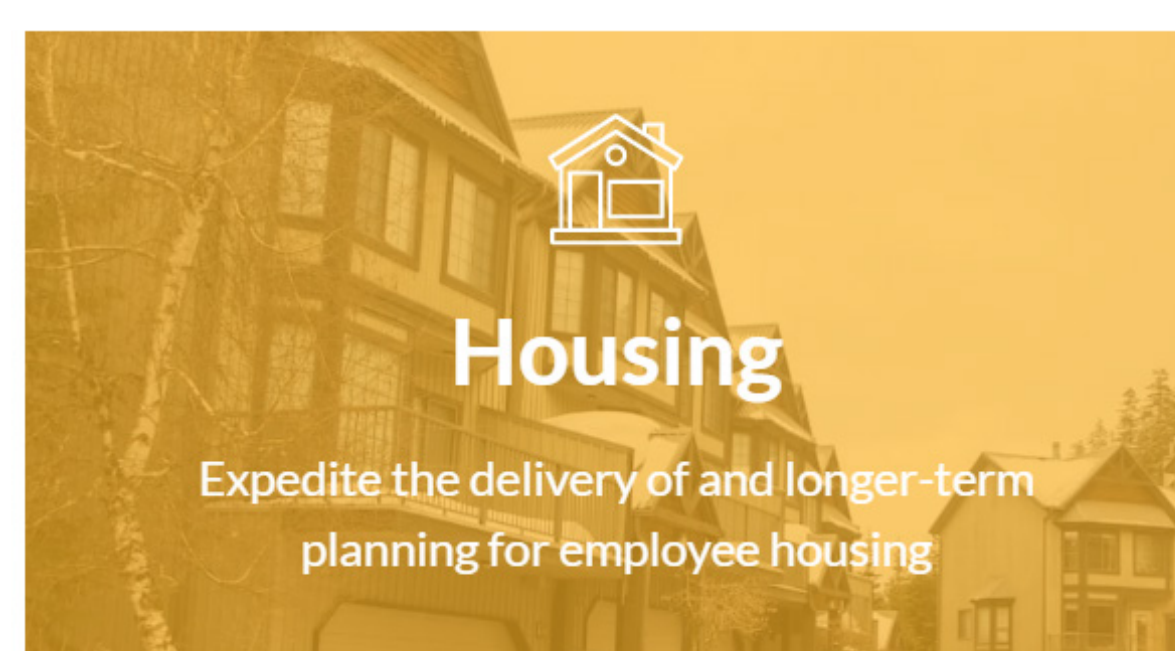 Housing
Expedite the delivery of and longer-term
planning for employee housing